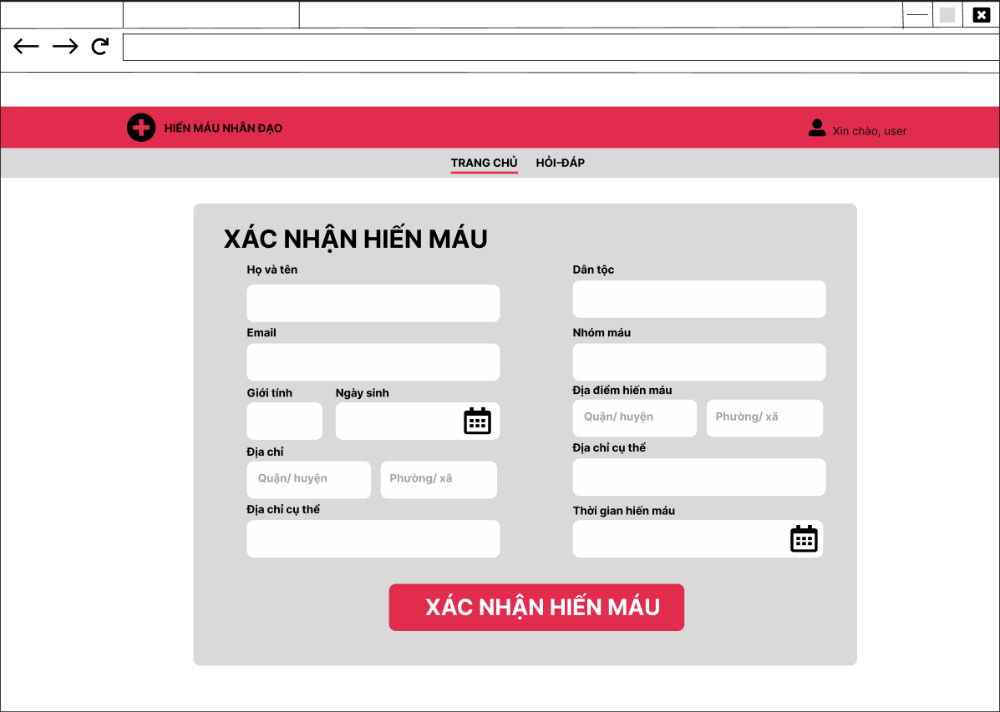 HIẾN MÁU NHÂN ĐẠO
Xin chào, user
TRANG CHỦ HỎI-ĐÁP
XÁC NHẬN HIẾN MÁU
Họ và tên
Email
Giới tính Ngày sinh
Địa chỉ
Quận/ huyện Phường/ xã
Địa chỉ cụ thể
Dân tộc
Nhóm máu
Địa điểm hiến máu
Quận/ huyện Phường/ xã
Địa chỉ cụ thể
Thời gian hiến máu
XÁC NHẬN HIẾN MÁU